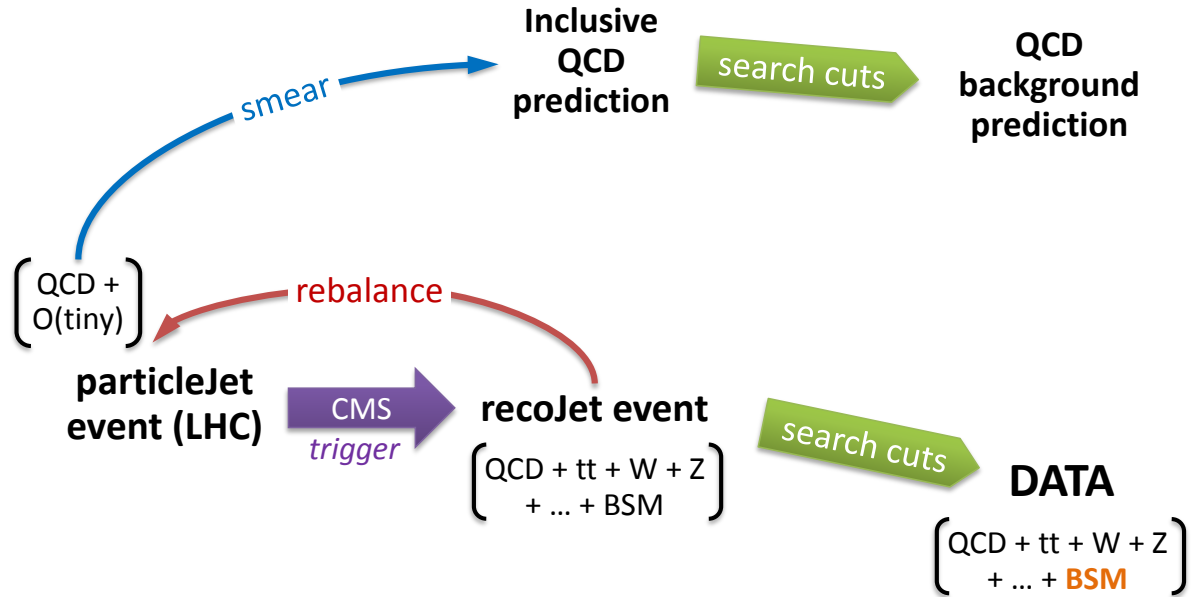 Inclusive
QCD
prediction
search cuts
QCD
background
prediction
smear
QCD +
O(tiny)
rebalance
particleJet
event (LHC)
CMS
trigger
recoJet event
QCD + tt + W + Z
+ ... + BSM
search cuts
DATA
QCD + tt + W + Z
+ ... + BSM